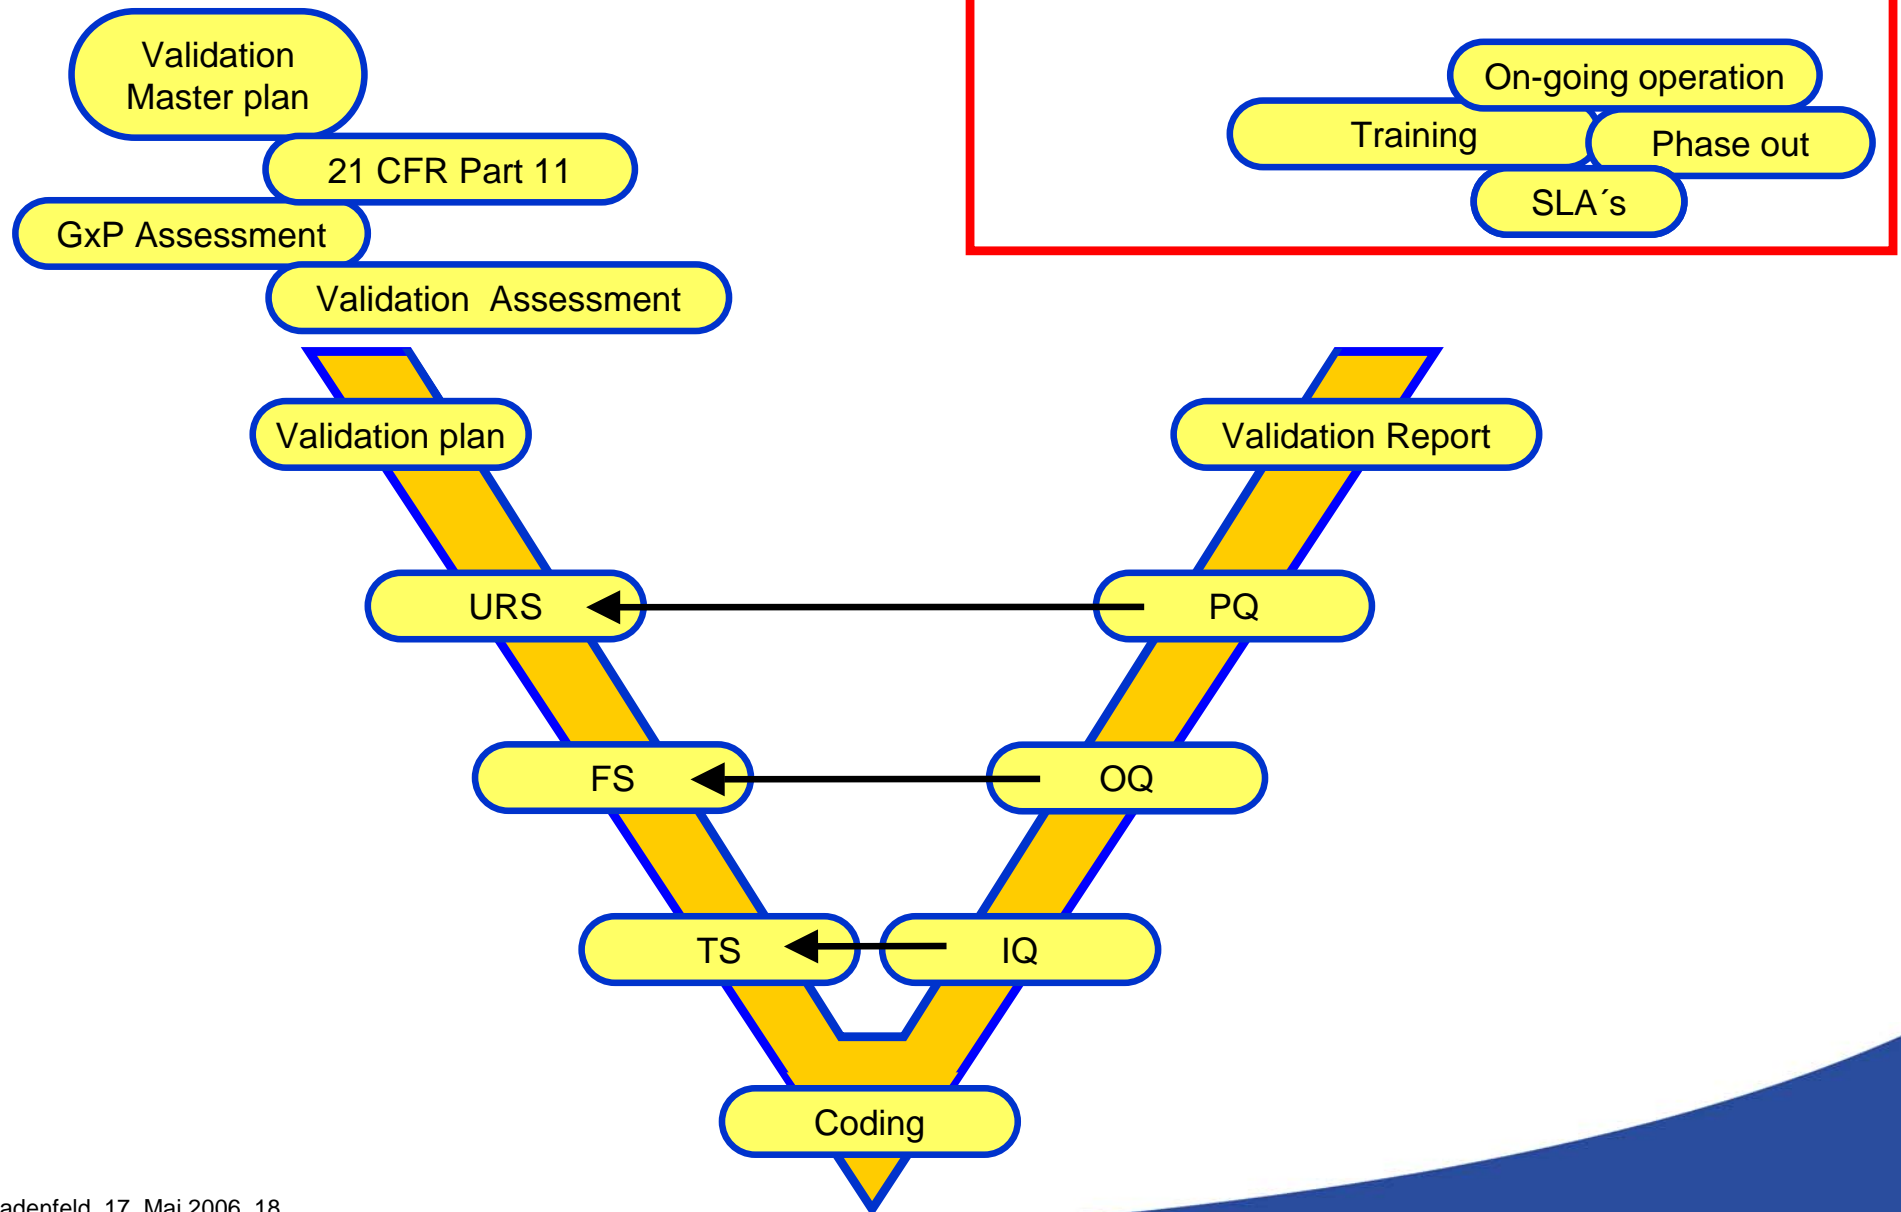 Validation
Master plan
21 CFR Part 11
GxP Assessment
Validation Assessment
On-going operation
Training
Phase out
SLA´s
Validation plan
Validation Report
URS
PQ
FS
OQ
TS
IQ
Coding
17. Mai 2006, 18